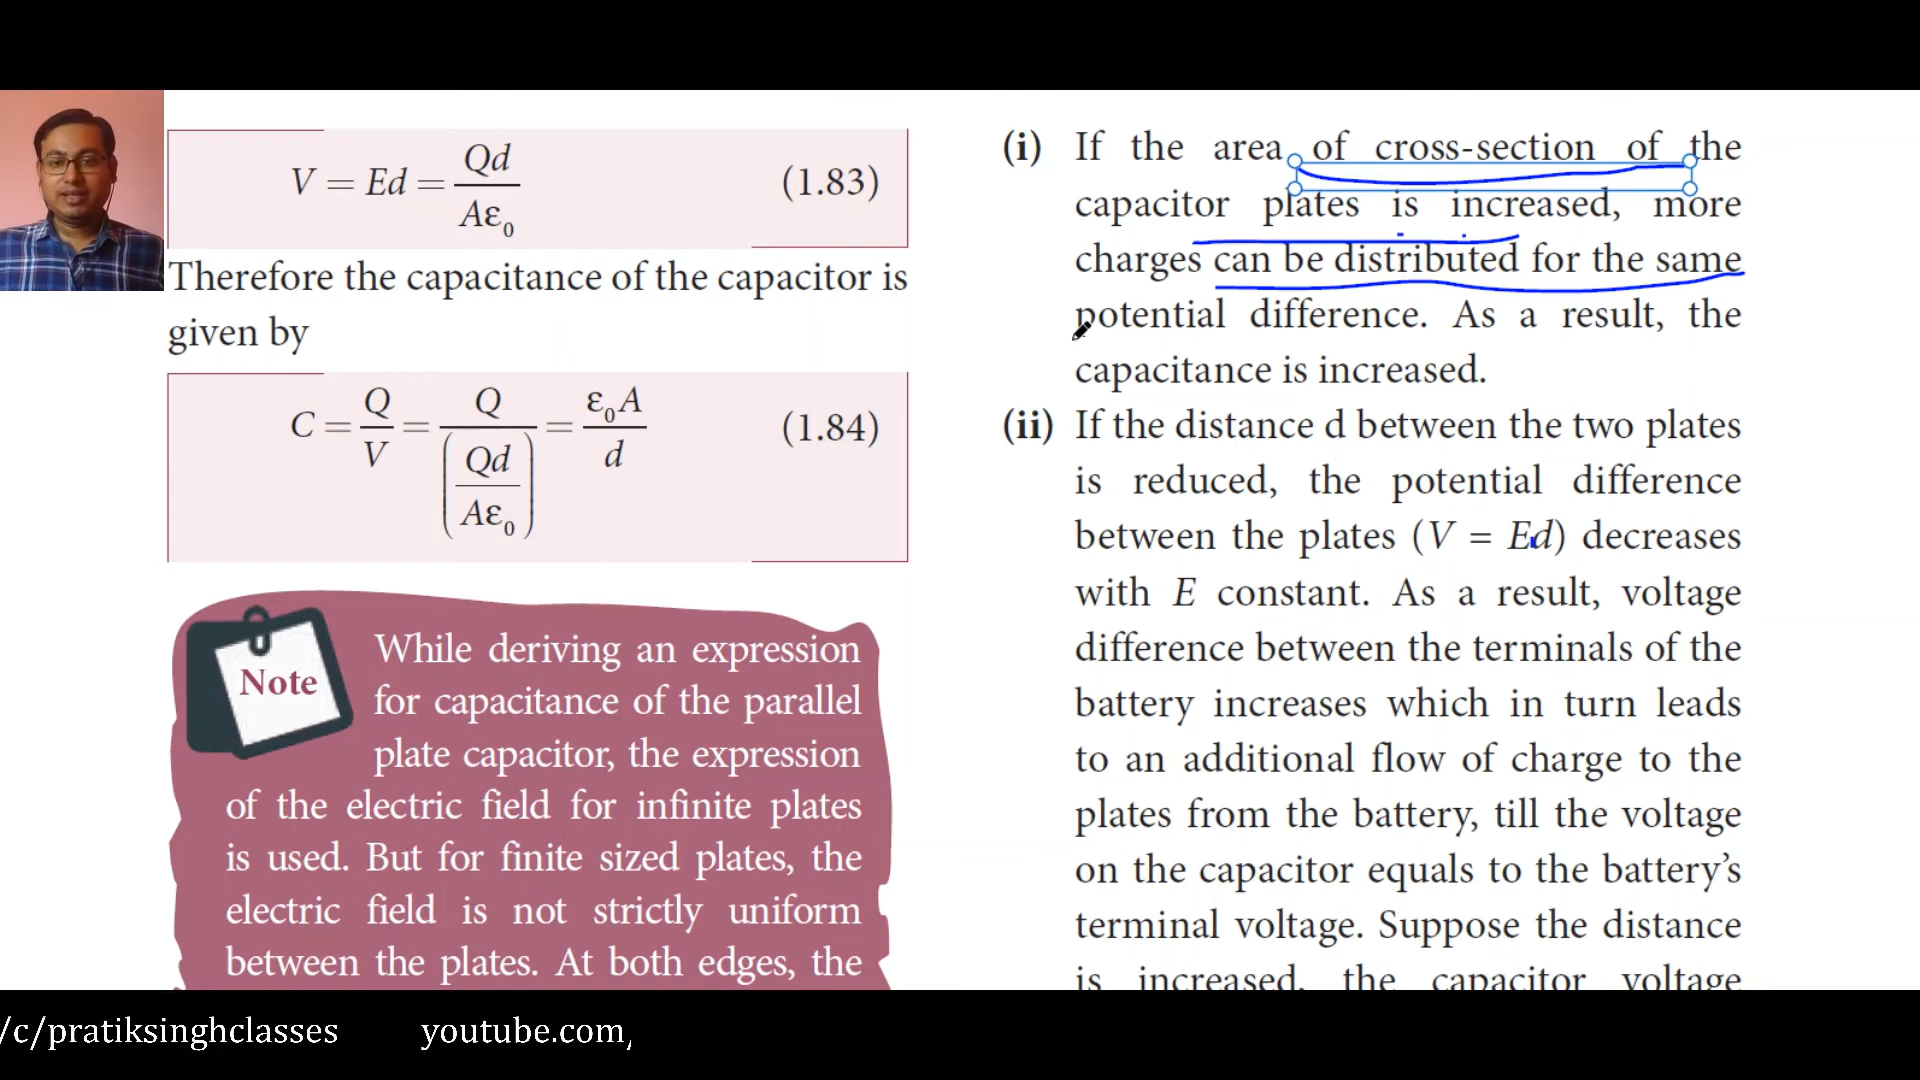 V = Ed = Qd / Aε₀ (1.83)
Therefore the capacitance of the capacitor is
given by
C = Q / V = Q / (Qd / Aε₀) = ε₀A / d (1.84)
Note
While deriving an expression
for capacitance of the parallel
plate capacitor, the expression
of the electric field for infinite plates
is used. But for finite sized plates, the
electric field is not strictly uniform
between the plates. At both edges, the
(i) If the area of cross-section of the
capacitor plates is increased, more
charges can be distributed for the same
potential difference. As a result, the
capacitance is increased.
(ii) If the distance d between the two plates
is reduced, the potential difference
between the plates (V = Ed) decreases
with E constant. As a result, voltage
difference between the terminals of the
battery increases which in turn leads
to an additional flow of charge to the
plates from the battery, till the voltage
on the capacitor equals to the battery's
terminal voltage. Suppose the distance
is increased, the capacitor voltage
/c/pratiksinghclasses youtube.com/